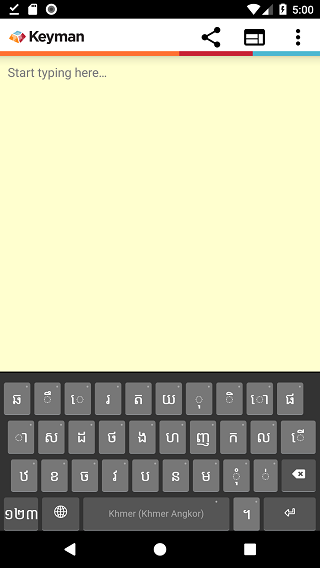 5:00
Keyman
Start typing here...
ឆ ឹ េ រ ត យ ុ ិ ោ ផ
ា ស ដ ថ ង ហ ញ ក ល ើ
ឋ ខ ច វ ប ន ម ុំ ់
១២៣ Khmer (Khmer Angkor) ។